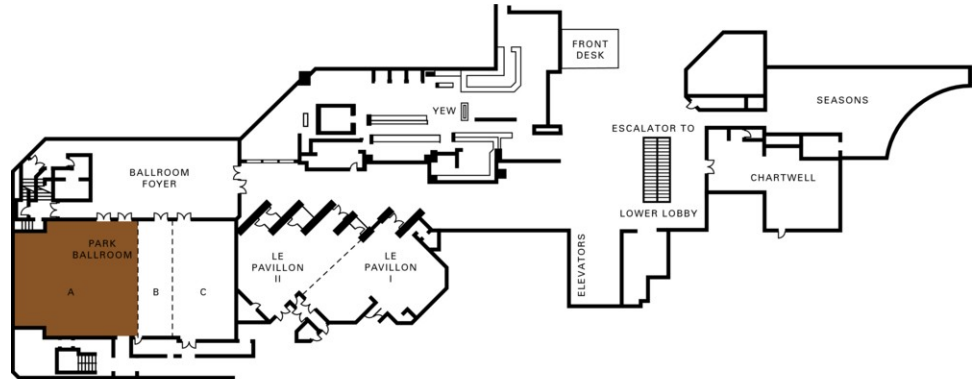 FRONT
DESK
SEASONS
YEW
ESCALATOR TO
BALLROOM
FOYER
CHARTWELL
LOWER LOBBY
PARK
BALLROOM
LE
PAVILLON
II
LE
PAVILLON
I
ELEVATORS
A
B
C